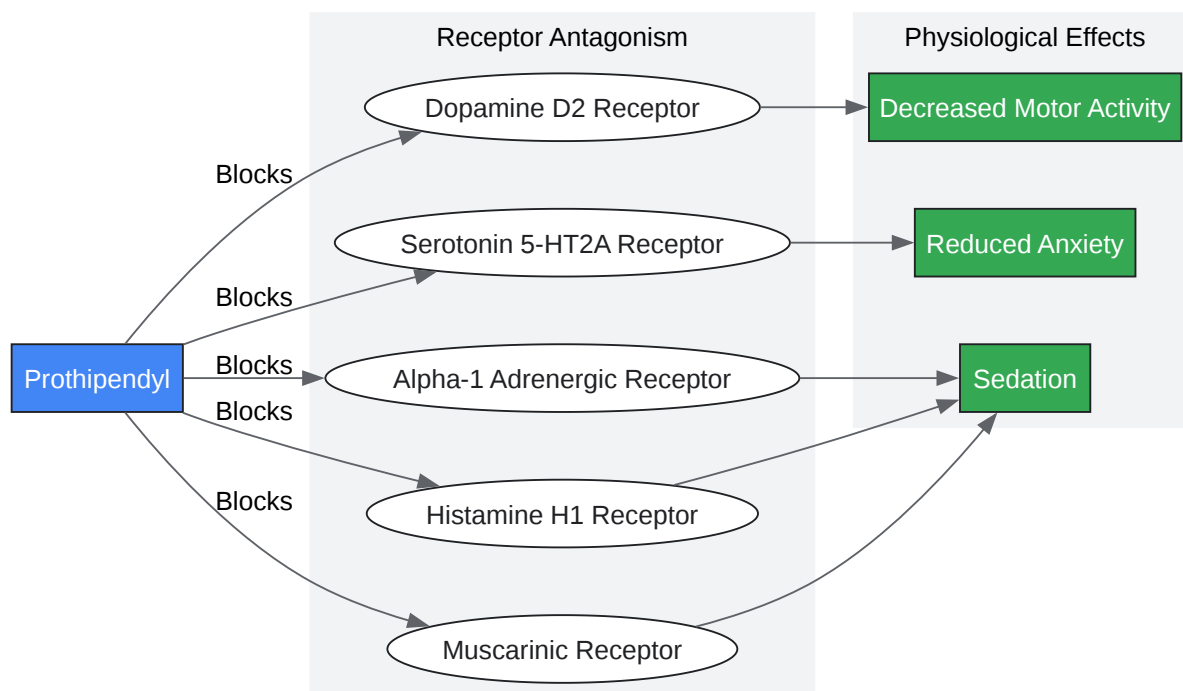 Receptor Antagonism
Physiological Effects
Dopamine D2 Receptor
Decreased Motor Activity
Blocks
Serotonin 5-HT2A Receptor
Reduced Anxiety
Blocks
Prothipendyl
Blocks
Alpha-1 Adrenergic Receptor
Sedation
Blocks
Histamine H1 Receptor
Blocks
Muscarinic Receptor